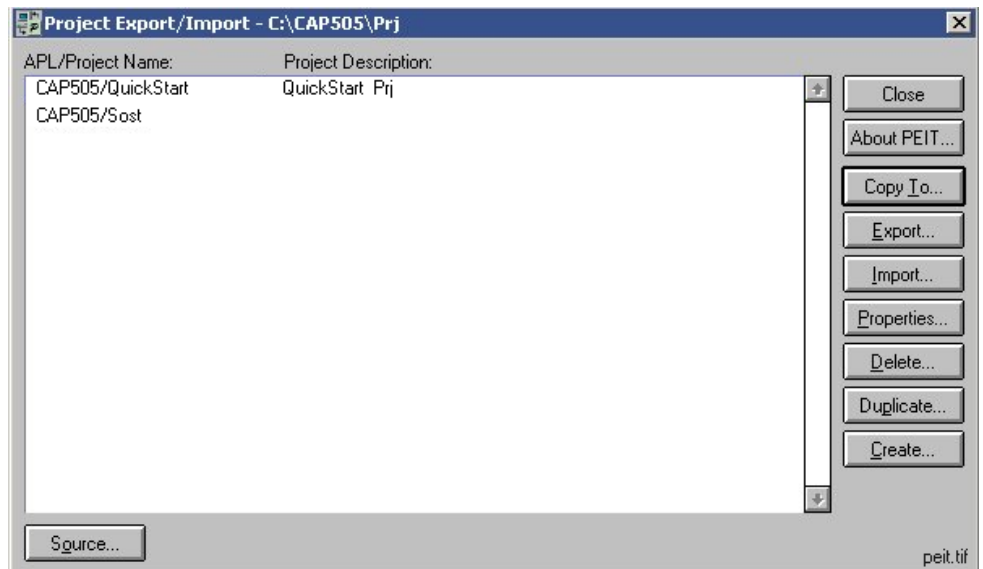 Project Export/Import - C:\CAP505\Prj
APL/Project Name: Project Description:
CAP505/QuickStart QuickStart Prj
CAP505/Sost
Close
About PEIT...
Copy To...
Export...
Import...
Properties...
Delete...
Duplicate...
Create...
Source...
peit.tif